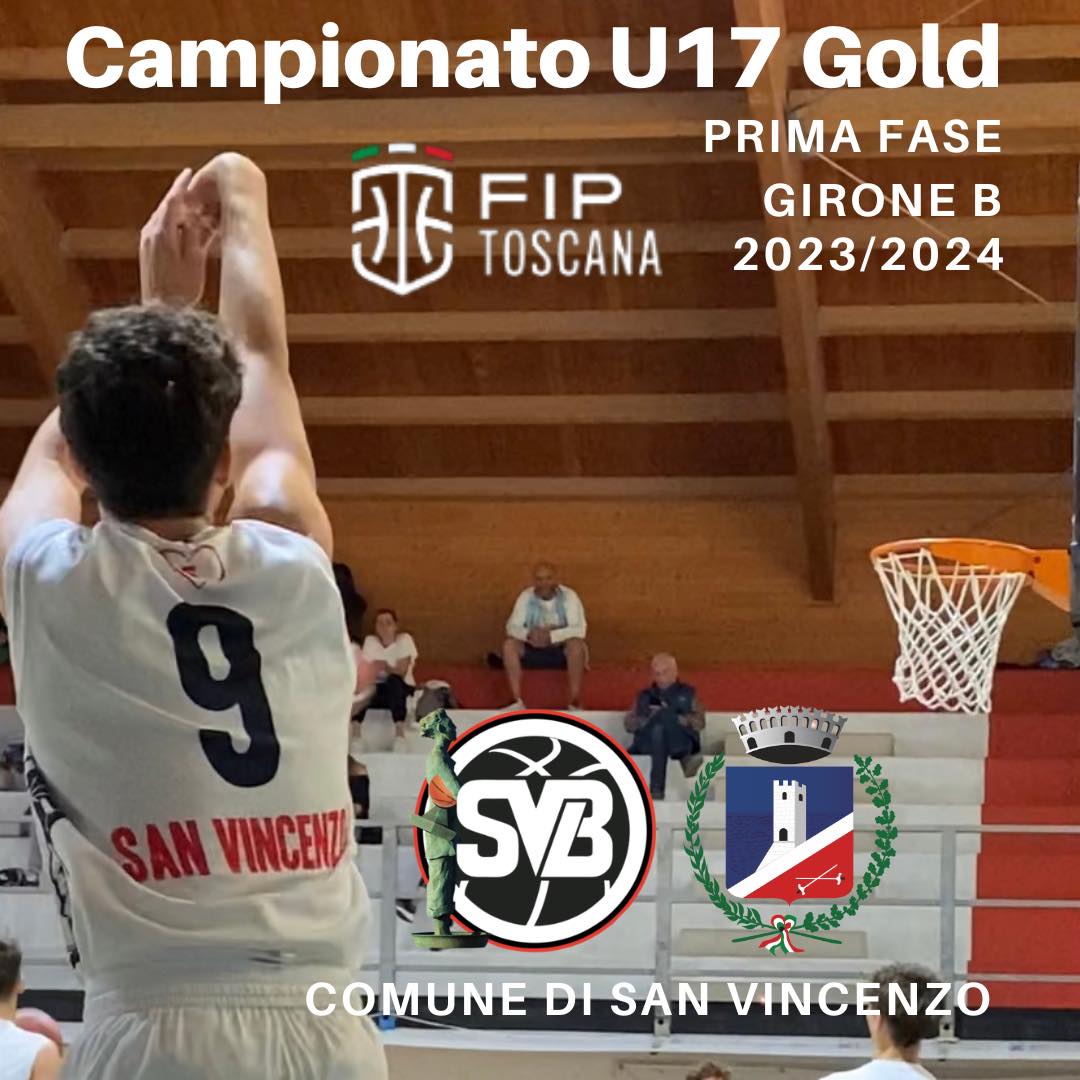 Campionato U17 Gold
PRIMA FASE
GIRONE B
2023/2024
FIP
TOSCANA
9
SAN VINCENZO
SVB
COMUNE DI SAN VINCENZO